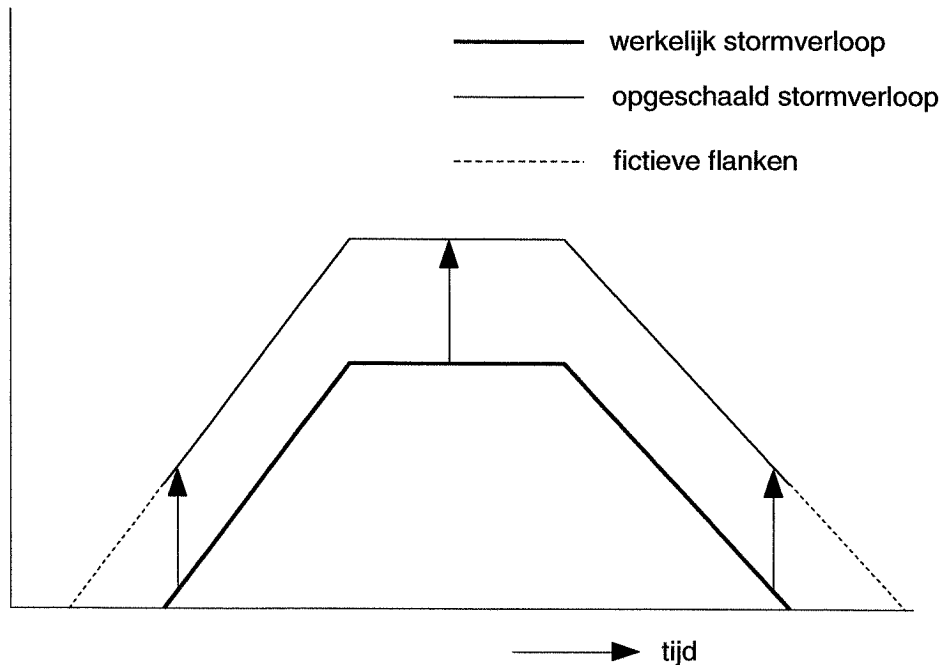 werkelijk stormverloop
opgeschaald stormverloop
fictieve flanken
tijd